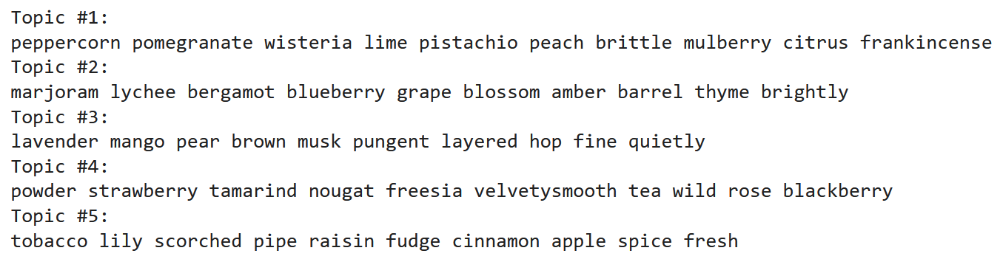 Topic #1:
peppercorn pomegranate wisteria lime pistachio peach brittle mulberry citrus frankincense
Topic #2:
marjoram lychee bergamot blueberry grape blossom amber barrel thyme brightly
Topic #3:
lavender mango pear brown musk pungent layered hop fine quietly
Topic #4:
powder strawberry tamarind nougat freesia velvetysmooth tea wild rose blackberry
Topic #5:
tobacco lily scorched pipe raisin fudge cinnamon apple spice fresh